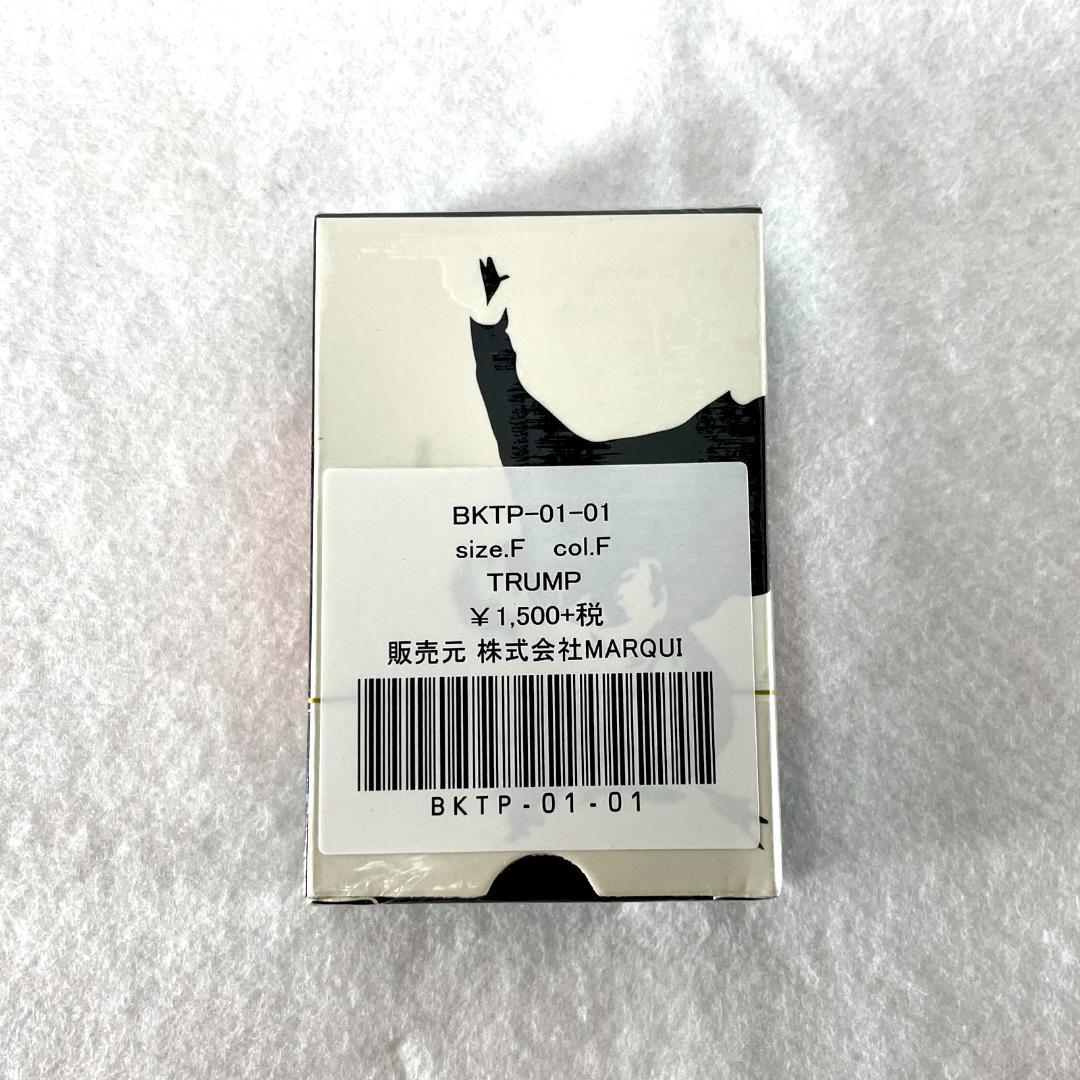 BKTP-01-01
size.F col.F
TRUMP
¥1,500+税
販売元 株式会社MARQUI
BKTP-01-01